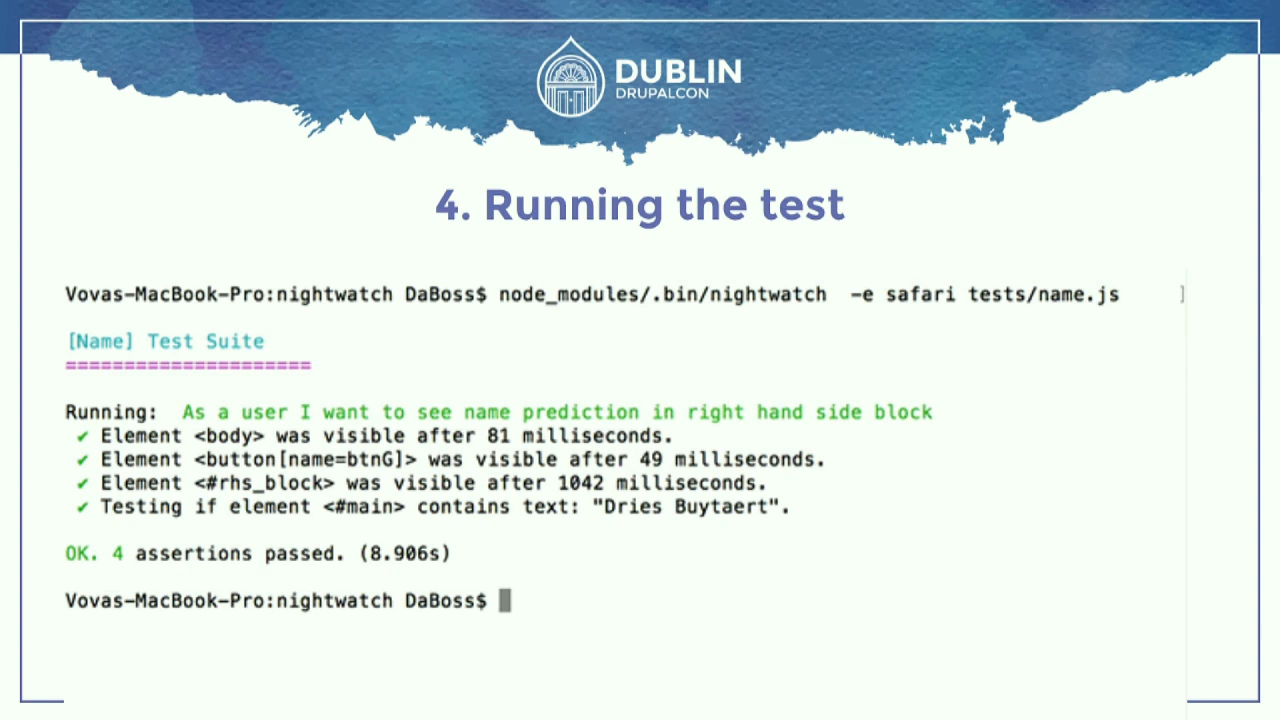 DUBLIN
DRUPALCON
4. Running the test
Vovas-MacBook-Pro:nightwatch DaBoss$ node_modules/.bin/nightwatch  -e safari tests/name.js     ]
[Name] Test Suite
=====================
Running:  As a user I want to see name prediction in right hand side block
✔ Element <body> was visible after 81 milliseconds.
✔ Element <button[name=btnG]> was visible after 49 milliseconds.
✔ Element <#rhs_block> was visible after 1042 milliseconds.
✔ Testing if element <#main> contains text: "Dries Buytaert".
OK. 4 assertions passed. (8.906s)
Vovas-MacBook-Pro:nightwatch DaBoss$